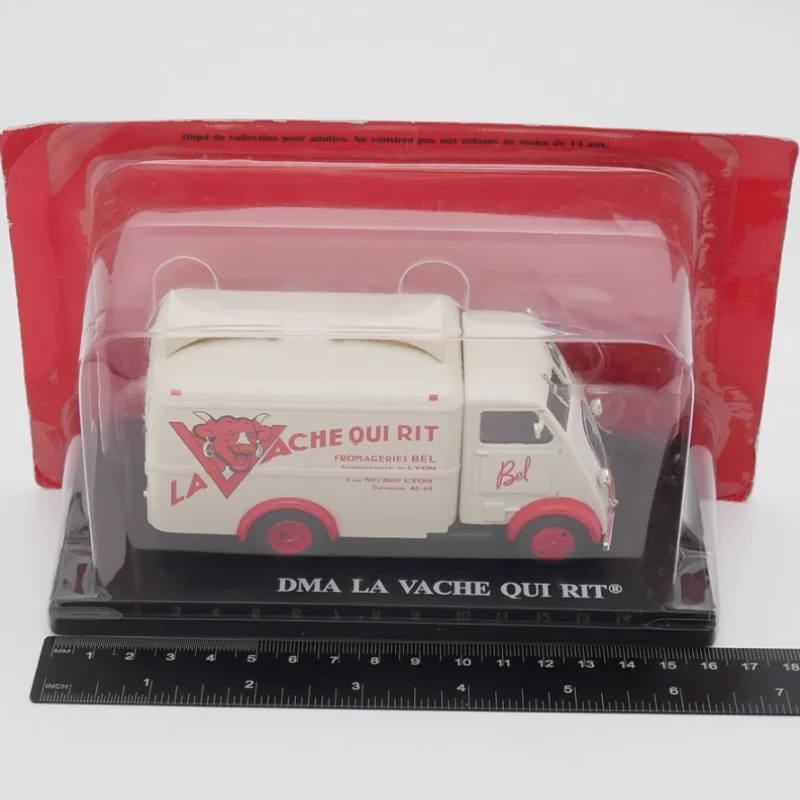 Objet de collection pour adultes. Ne convient pas aux enfants de moins de 14 ans.
LA VACHE QUI RIT
FROMAGERIES BEL
LYON
LYON
Bel
DMA LA VACHE QUI RIT®
MM 1 2 3 4 5 6 7 8 9 10 11 12 13 14 15 16 17 18
INCH 1 2 3 4 5 6 7